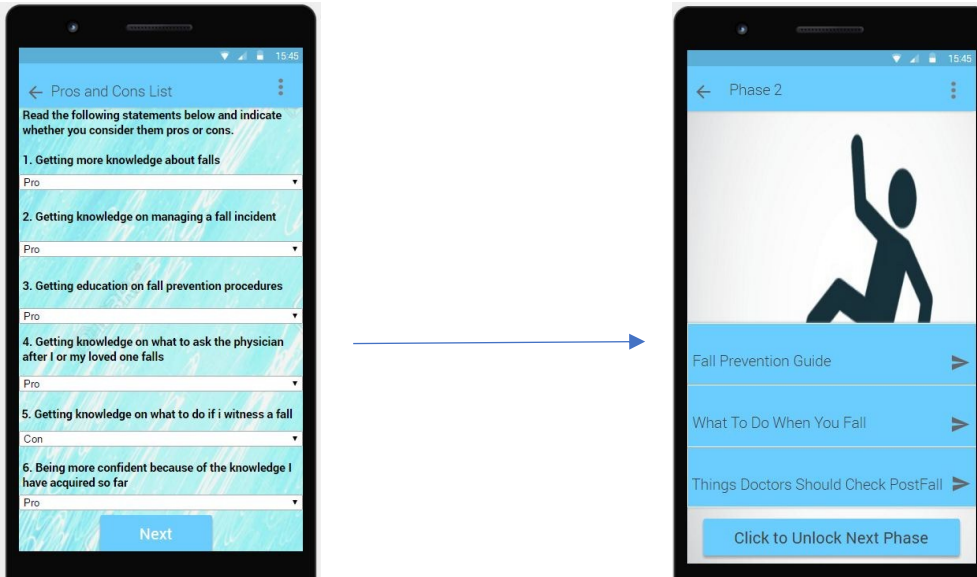 15:45
Pros and Cons List
Read the following statements below and indicate
whether you consider them pros or cons.
1. Getting more knowledge about falls
Pro
2. Getting knowledge on managing a fall incident
Pro
3. Getting education on fall prevention procedures
Pro
4. Getting knowledge on what to ask the physician
after I or my loved one falls
Pro
5. Getting knowledge on what to do if i witness a fall
Con
6. Being more confident because of the knowledge I
have acquired so far
Pro
Next
15:45
Phase 2
Fall Prevention Guide
What To Do When You Fall
Things Doctors Should Check PostFall
Click to Unlock Next Phase